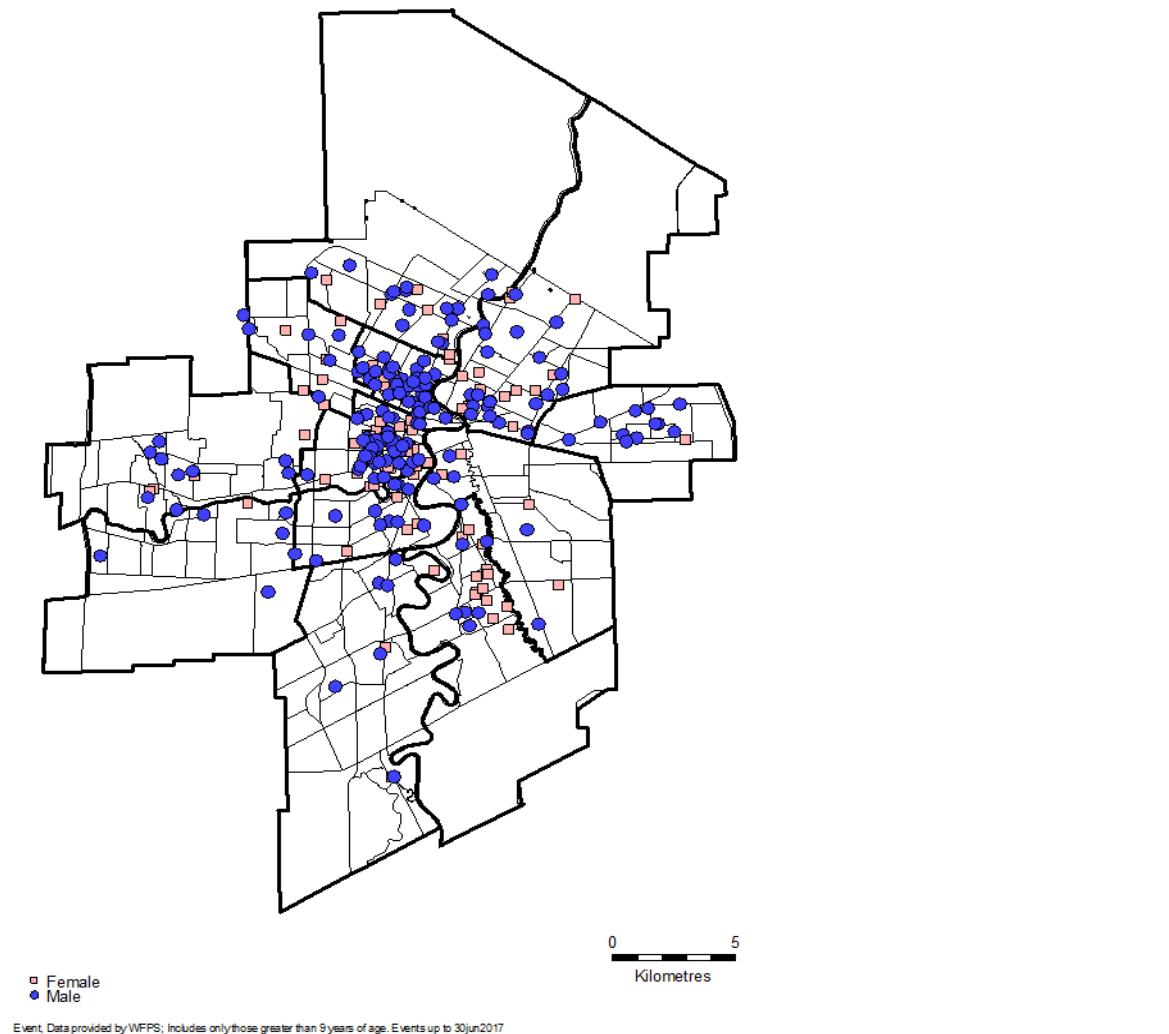 0 5
Kilometres
Female
Male
Event, Data provided by WFPS; Includes only those greater than 9 years of age. Events up to 30jun2017